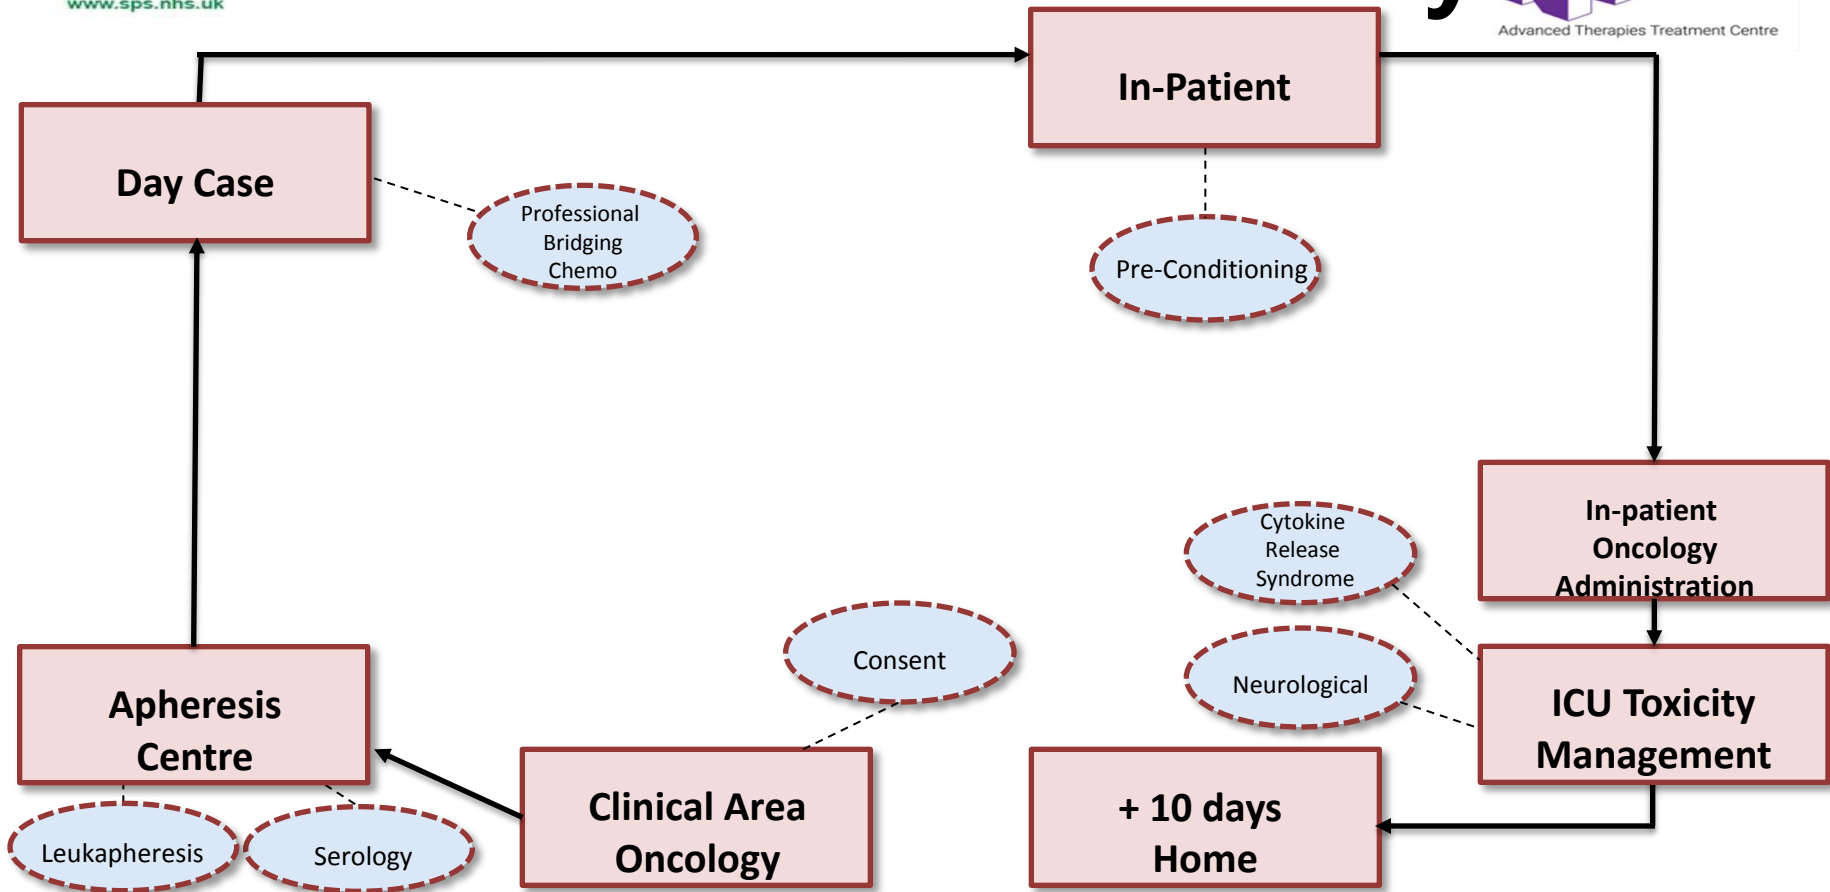 www.sps.nhs.uk
y
Advanced Therapies Treatment Centre
In-Patient
Day Case
Professional
Bridging
Chemo
Pre-Conditioning
In-patient
Oncology
Administration
Cytokine
Release
Syndrome
Consent
Neurological
Apheresis
Centre
ICU Toxicity
Management
Clinical Area
Oncology
+ 10 days
Home
Leukapheresis
Serology